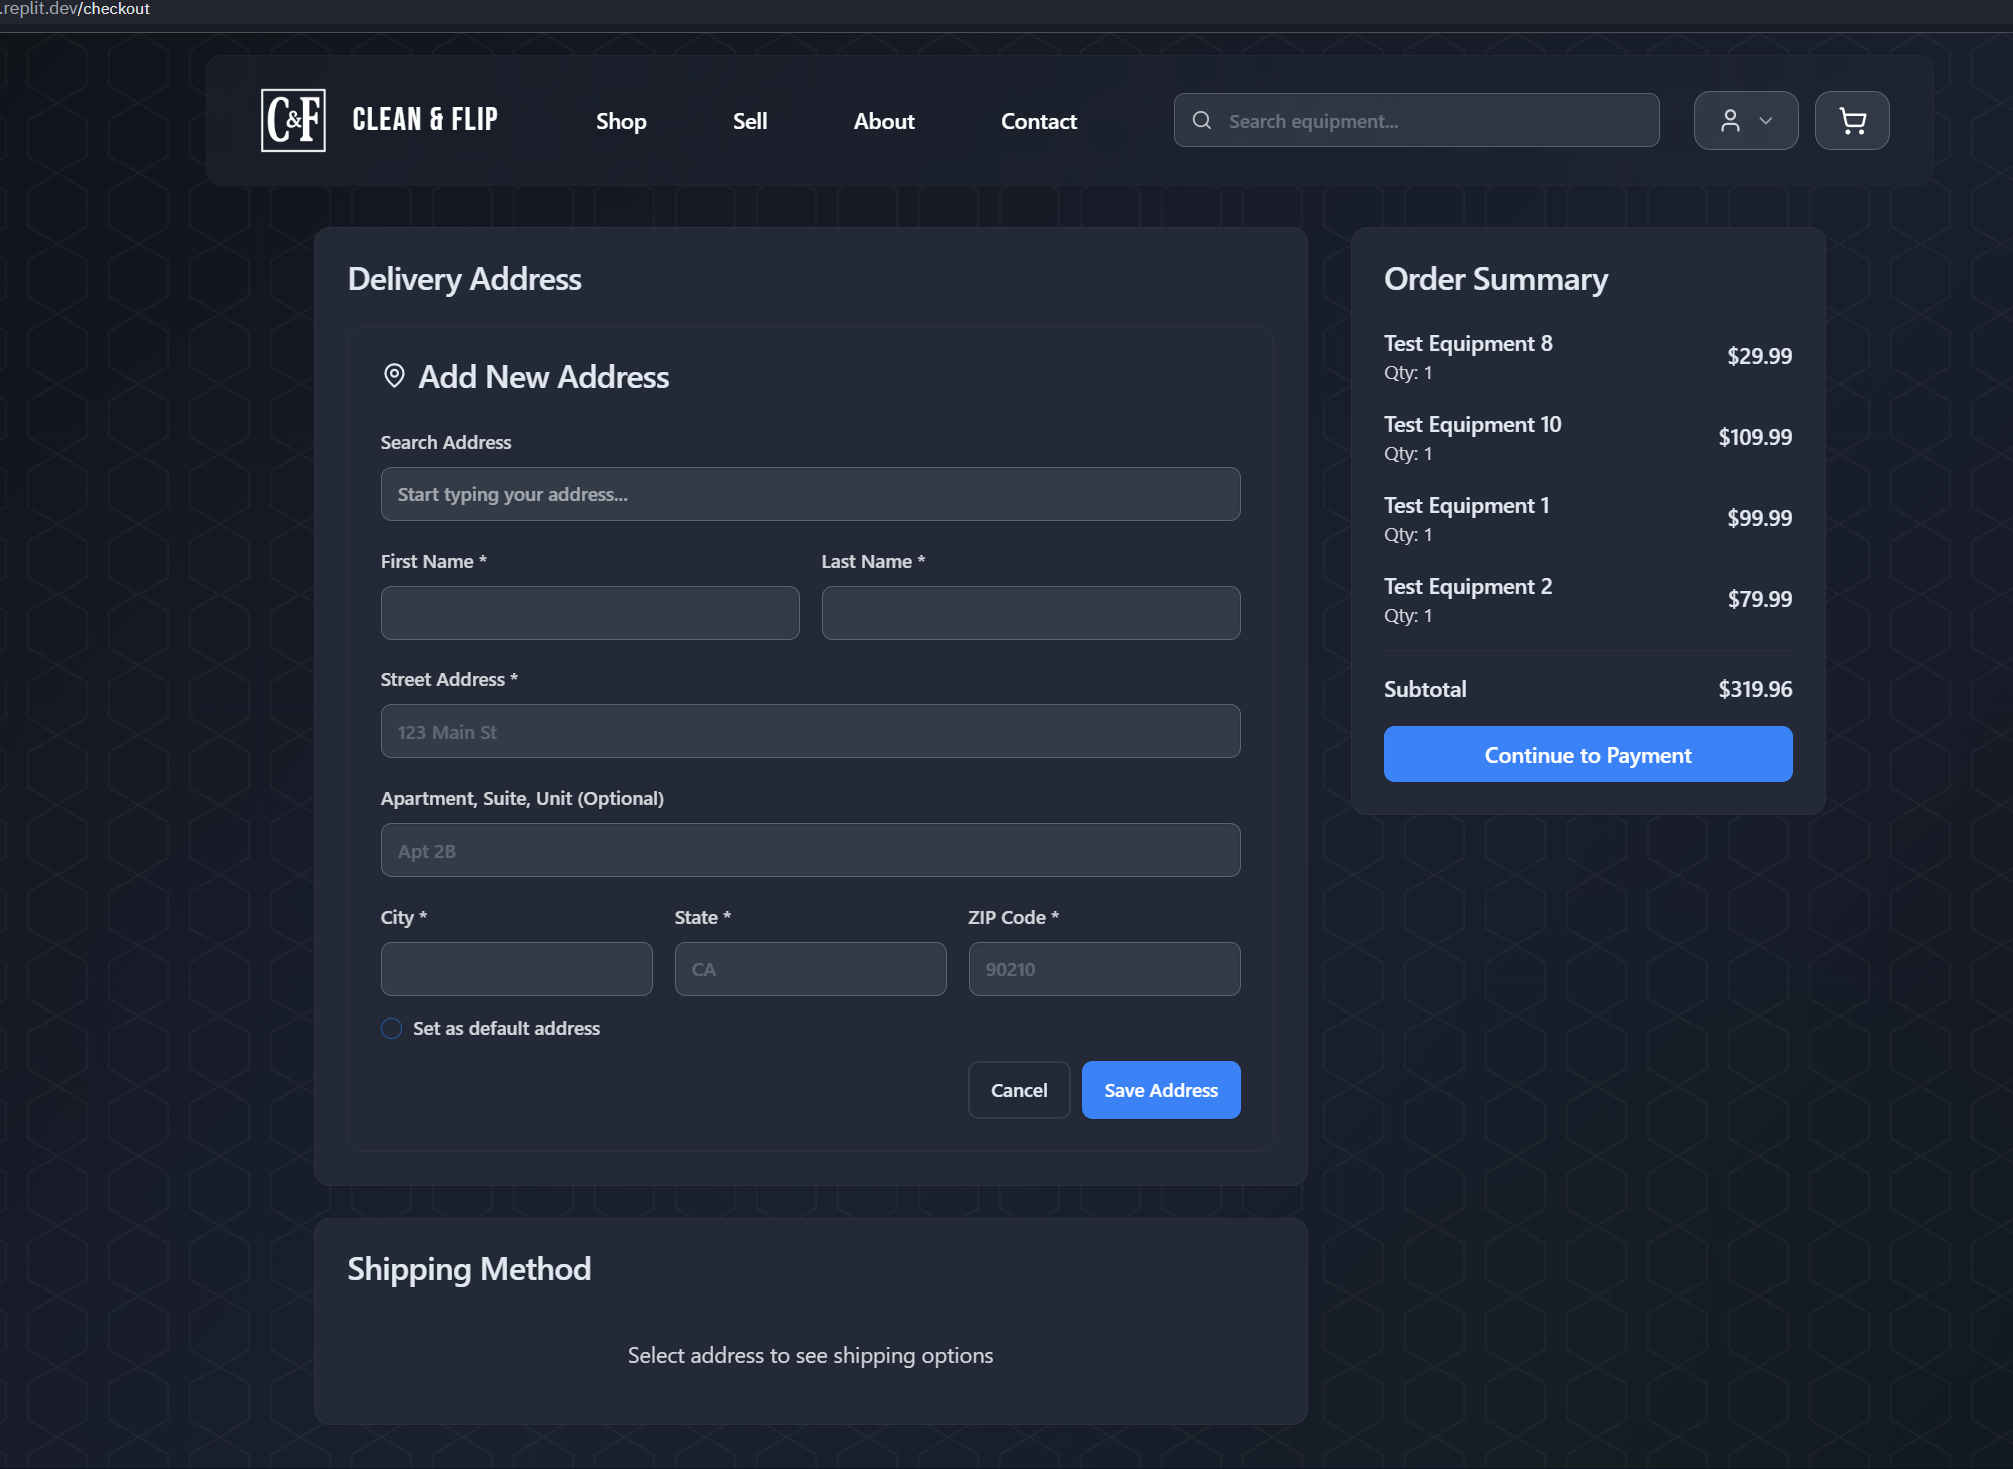 .replit.dev/checkout
C&F
CLEAN & FLIP
Shop
Sell
About
Contact
Search equipment...
Delivery Address
Add New Address
Search Address
Start typing your address...
First Name *
Last Name *
Street Address *
123 Main St
Apartment, Suite, Unit (Optional)
Apt 2B
City *
State *
ZIP Code *
CA
90210
Set as default address
Cancel
Save Address
Shipping Method
Select address to see shipping options
Order Summary
Test Equipment 8
Qty: 1
$29.99
Test Equipment 10
Qty: 1
$109.99
Test Equipment 1
Qty: 1
$99.99
Test Equipment 2
Qty: 1
$79.99
Subtotal
$319.96
Continue to Payment